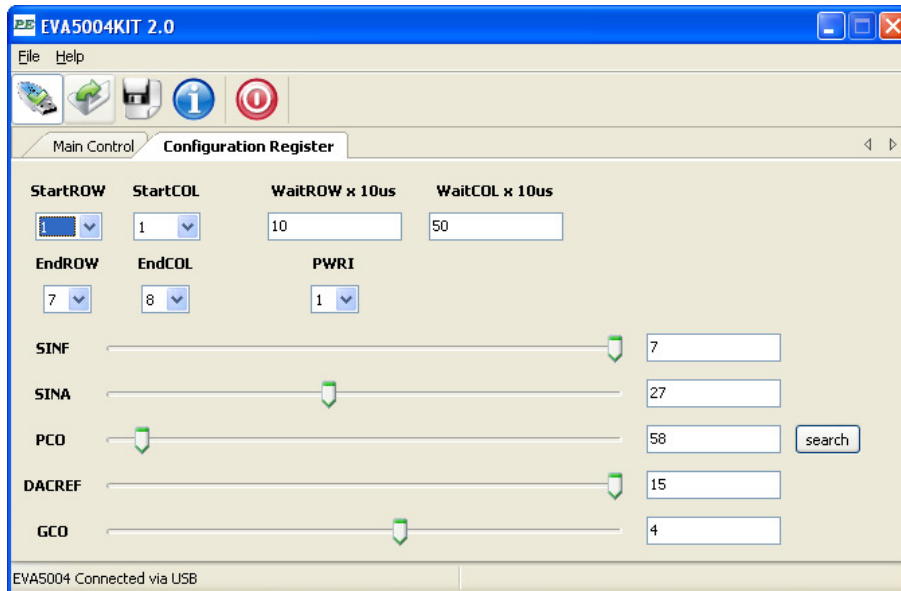 PE EVA5004KIT 2.0
File Help
Main Control Configuration Register
StartROW StartCOL WaitROW x 10us WaitCOL x 10us
1 1 10 50
EndROW EndCOL PWRI
7 8 1
SINF 7
SINA 27
PCO 58 search
DACREF 15
GCO 4
EVA5004 Connected via USB